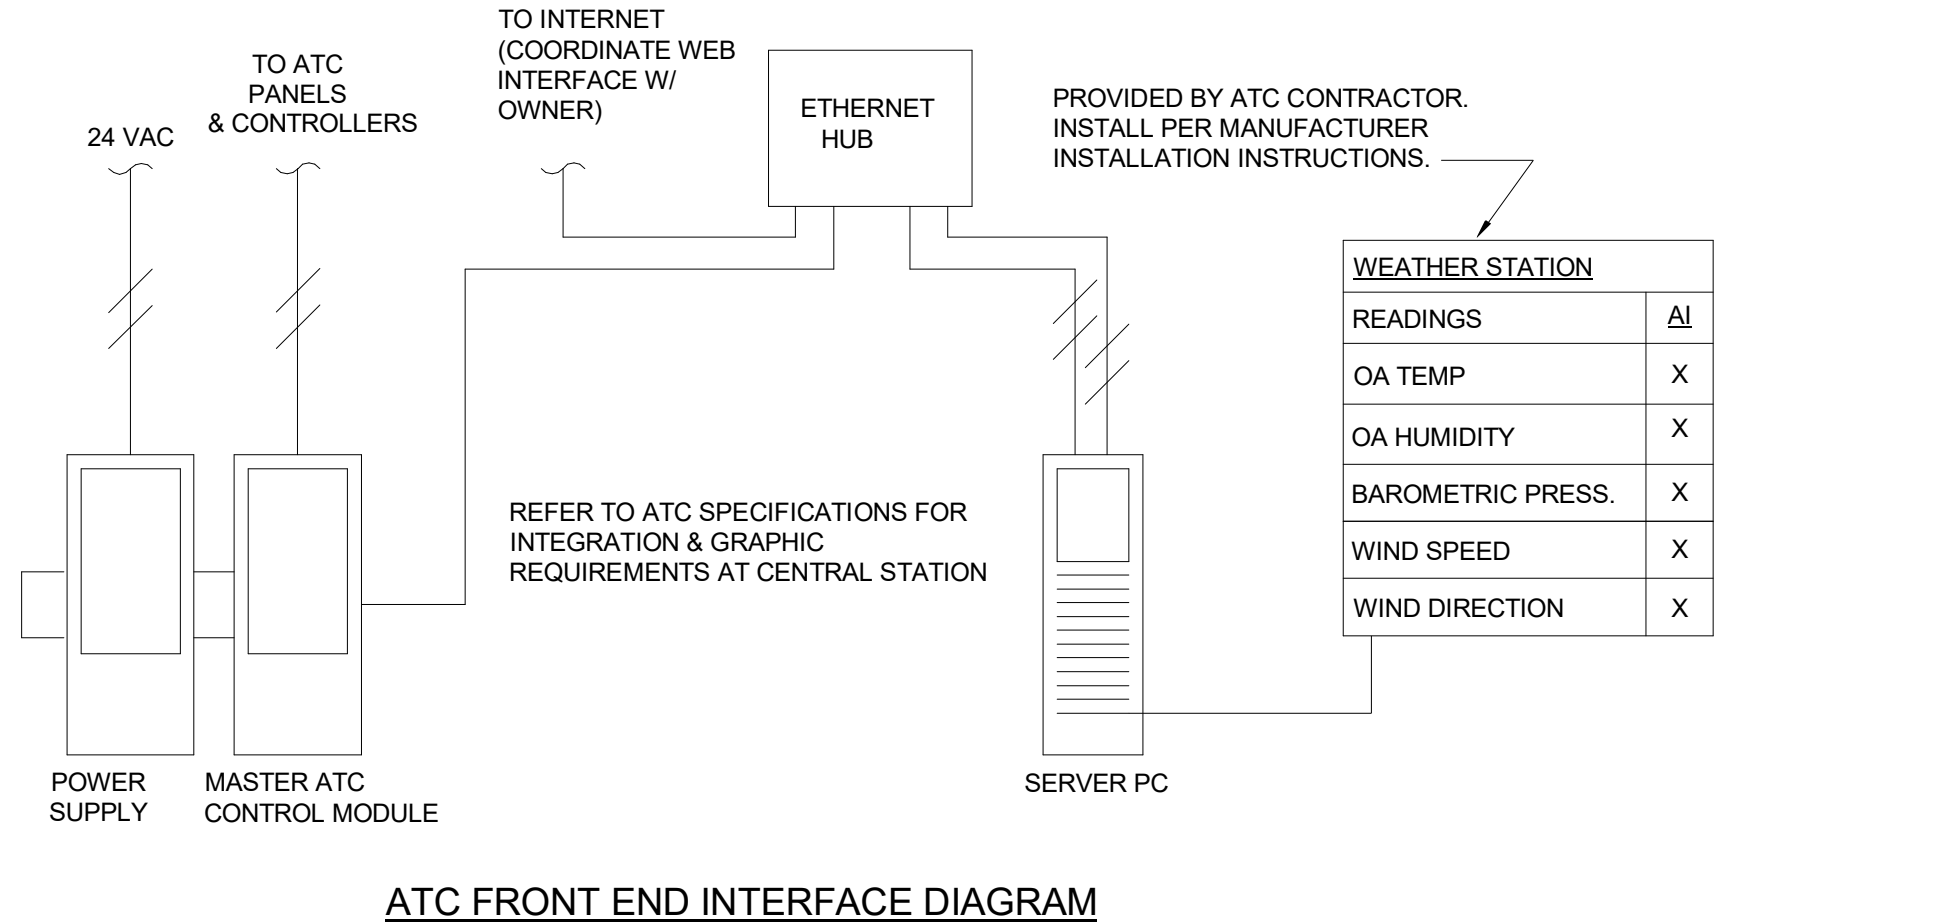 TO INTERNET
(COORDINATE WEB
INTERFACE W/
OWNER)
TO ATC
PANELS
& CONTROLLERS
24 VAC
ETHERNET
HUB
PROVIDED BY ATC CONTRACTOR.
INSTALL PER MANUFACTURER
INSTALLATION INSTRUCTIONS.
WEATHER STATION
READINGS AI
OA TEMP X
OA HUMIDITY X
BAROMETRIC PRESS. X
WIND SPEED X
WIND DIRECTION X
REFER TO ATC SPECIFICATIONS FOR
INTEGRATION & GRAPHIC
REQUIREMENTS AT CENTRAL STATION
POWER
SUPPLY
MASTER ATC
CONTROL MODULE
SERVER PC
ATC FRONT END INTERFACE DIAGRAM